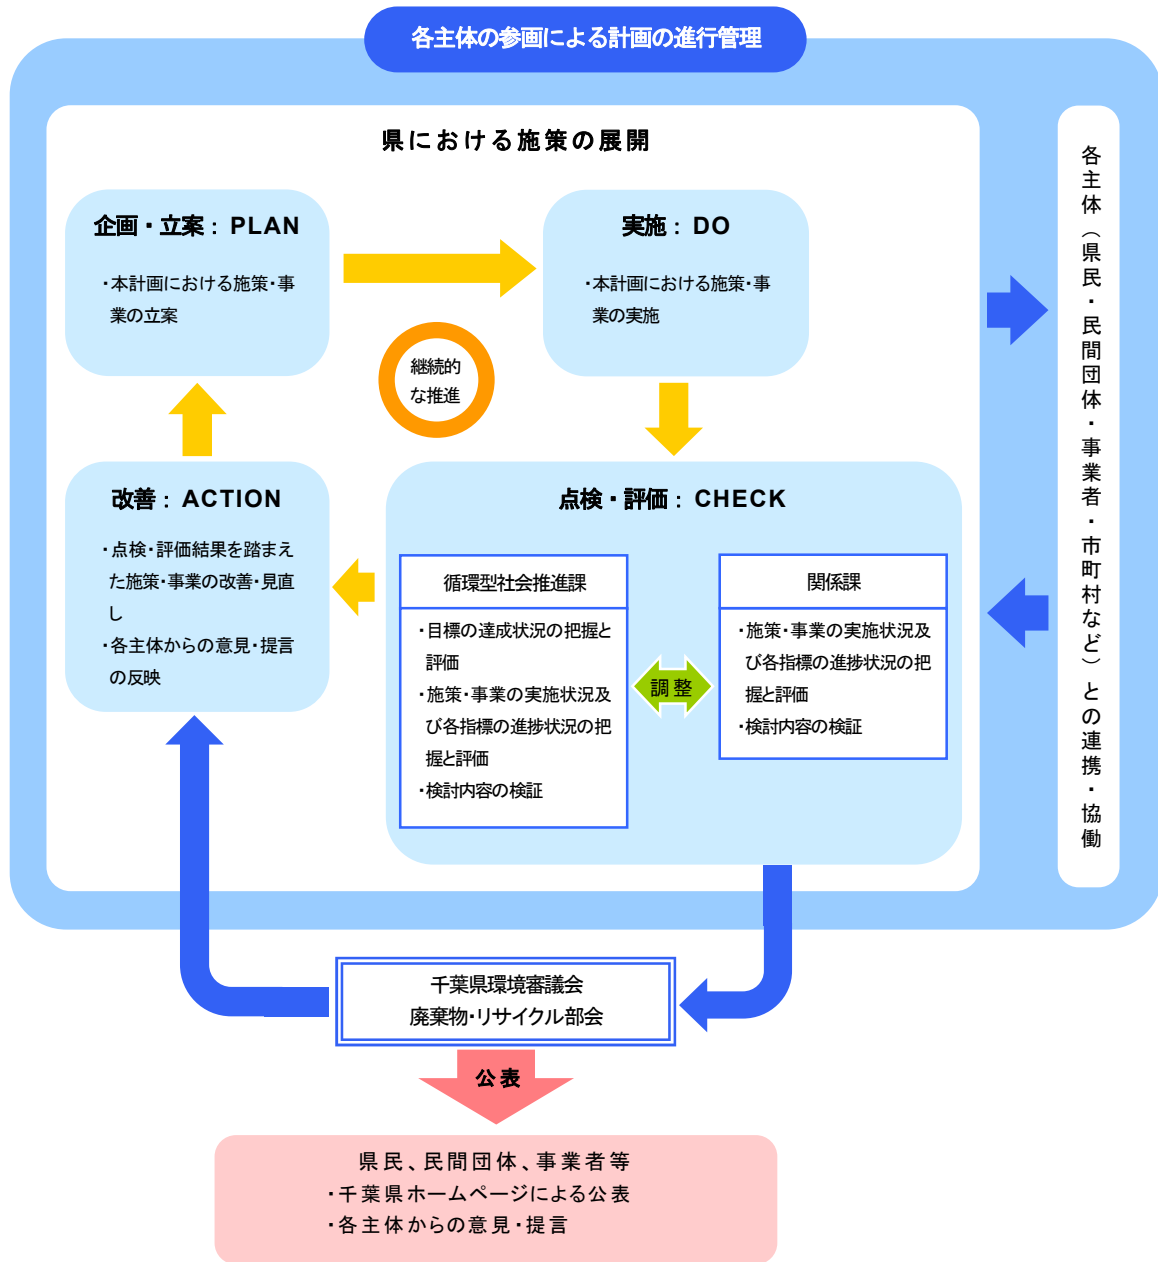 各主体の参画による計画の進行管理
県における施策の展開
企画・立案：PLAN
・本計画における施策・事
業の立案
実施：DO
・本計画における施策・事
業の実施
継続的
な推進
改善：ACTION
・点検・評価結果を踏まえ
た施策・事業の改善・見直
し
・各主体からの意見・提言
の反映
点検・評価：CHECK
循環型社会推進課
・目標の達成状況の把握と
評価
・施策・事業の実施状況及
び各指標の進捗状況の把
握と評価
・検討内容の検証
調整
関係課
・施策・事業の実施状況及
び各指標の進捗状況の把
握と評価
・検討内容の検証
各主体（県民・民間団体・事業者・市町村など）との連携・協働
千葉県環境審議会
廃棄物・リサイクル部会
公表
県民、民間団体、事業者等
・千葉県ホームページによる公表
・各主体からの意見・提言